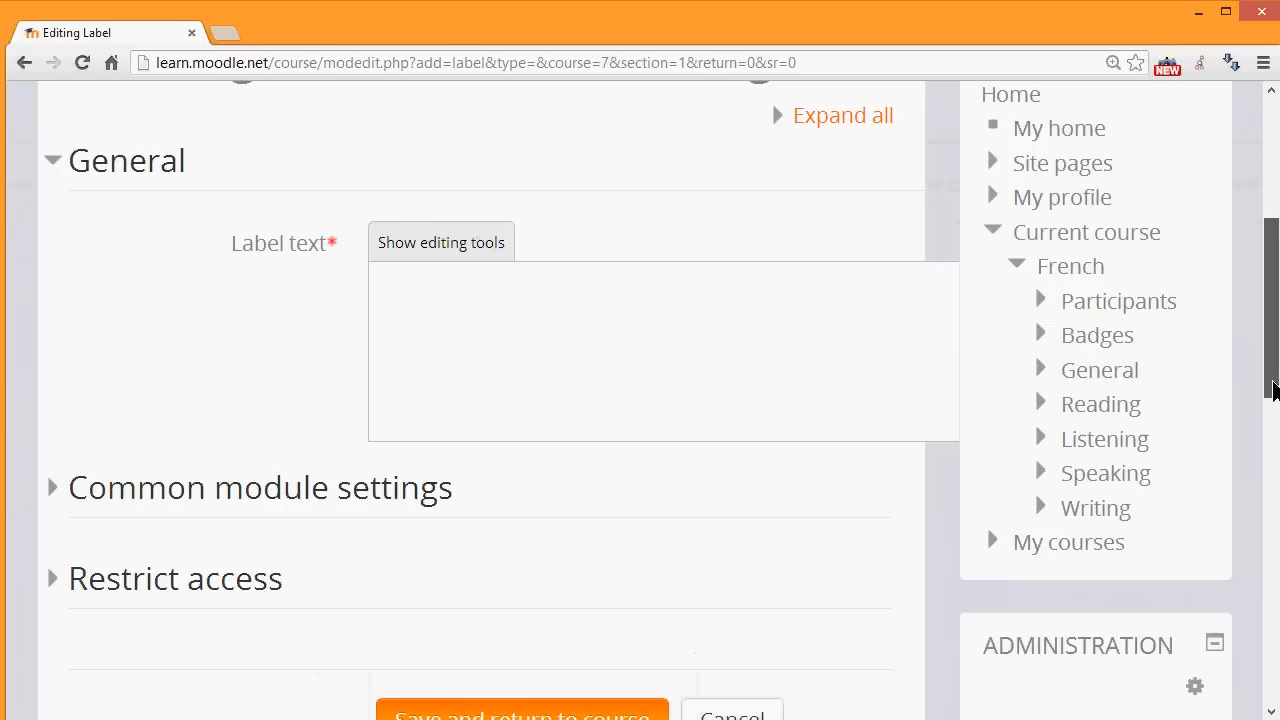 Editing Label
learn.moodle.net/course/modedit.php?add=label&type=&course=7&section=1&return=0&sr=0
NEW
Expand all
General
Label text*
Show editing tools
Common module settings
Restrict access
Save and return to course
Cancel
Home
My home
Site pages
My profile
Current course
French
Participants
Badges
General
Reading
Listening
Speaking
Writing
My courses
ADMINISTRATION